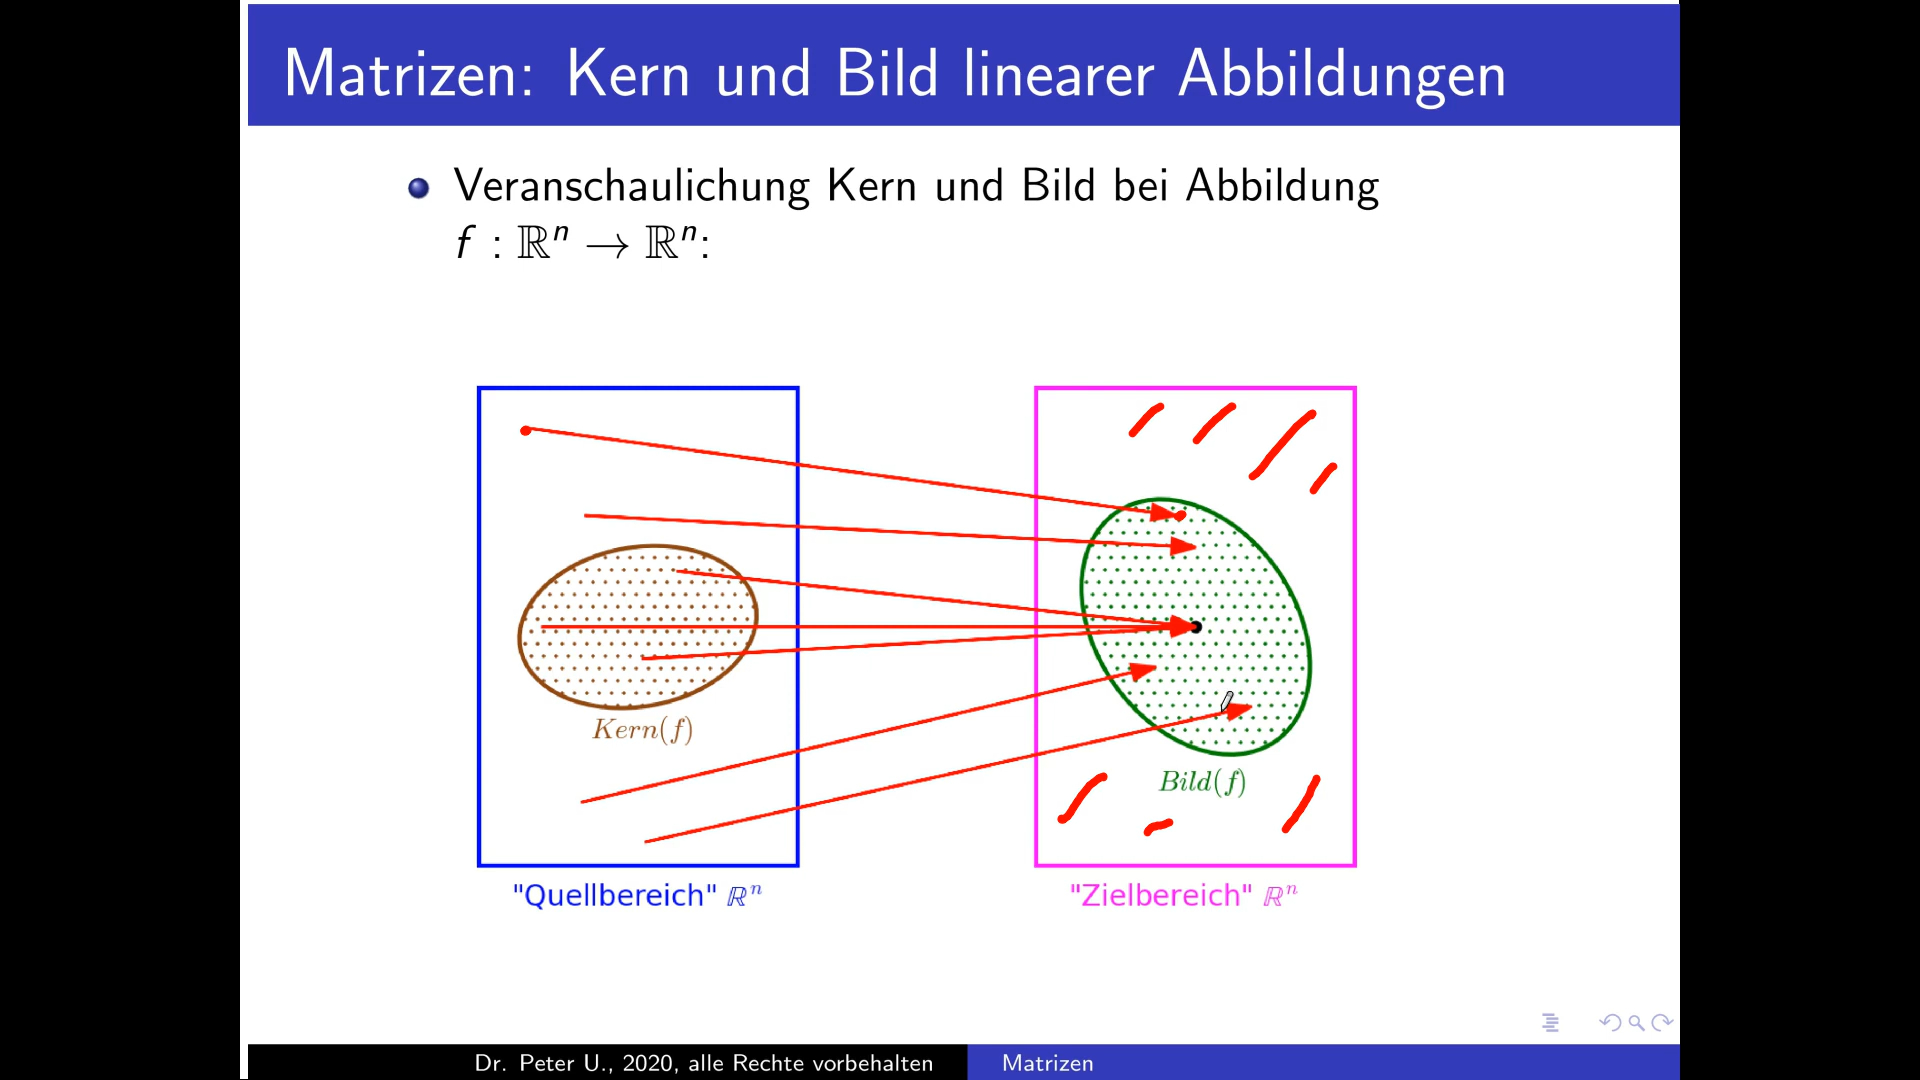 Matrizen: Kern und Bild linearer Abbildungen
Veranschaulichung Kern und Bild bei Abbildung
f : ℝⁿ → ℝⁿ:
Kern(f)
Bild(f)
"Quellbereich" ℝⁿ
"Zielbereich" ℝⁿ
Dr. Peter U., 2020, alle Rechte vorbehalten
Matrizen